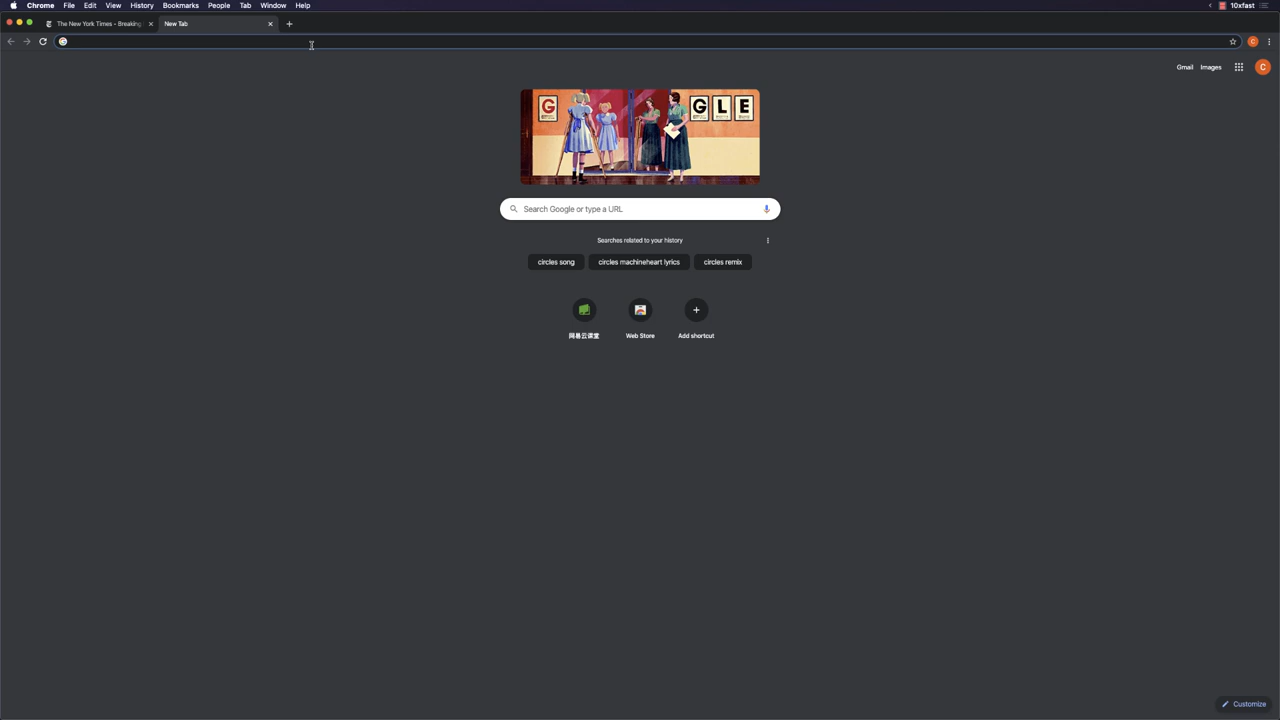 Chrome File Edit View History Bookmarks People Tab Window Help 10xfast
The New York Times - Breaking New Tab
Gmail Images C
G GLE
Search Google or type a URL
Searches related to your history
circles song circles machineheart lyrics circles remix
网易云课堂 Web Store Add shortcut
Customize